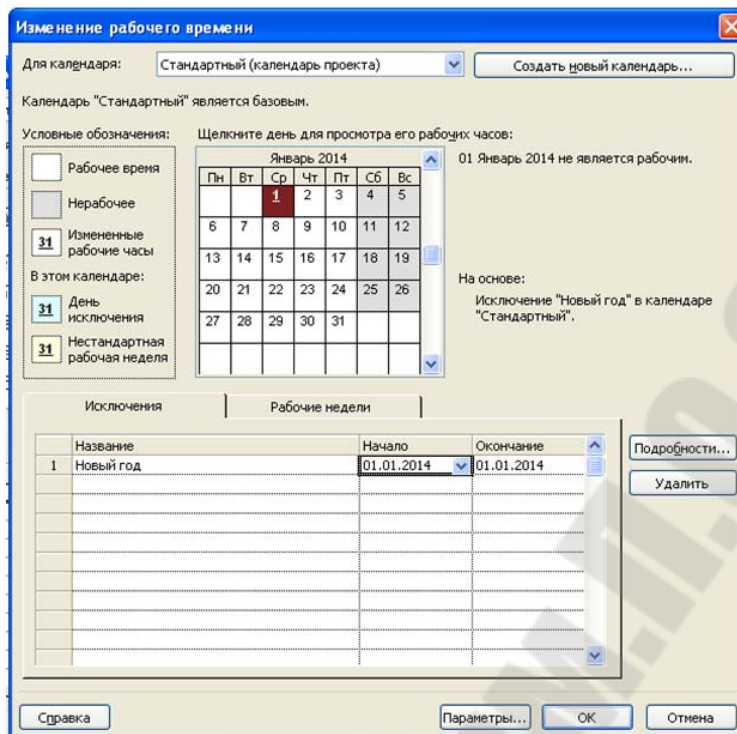 Изменение рабочего времени
Для календаря: Стандартный (календарь проекта) Создать новый календарь...
Календарь "Стандартный" является базовым.
Условные обозначения:
Рабочее время
Нерабочее
31 Измененные рабочие часы
В этом календаре:
31 День исключения
31 Нестандартная рабочая неделя
Щелкните день для просмотра его рабочих часов:
Январь 2014
Пн Вт Ср Чт Пт Сб Вс
1 2 3 4 5
6 7 8 9 10 11 12
13 14 15 16 17 18 19
20 21 22 23 24 25 26
27 28 29 30 31
01 Январь 2014 не является рабочим.
На основе:
Исключение "Новый год" в календаре
"Стандартный".
Исключения Рабочие недели
Название Начало Окончание
1 Новый год 01.01.2014 01.01.2014
Подробности...
Удалить
Справка Параметры... ОК Отмена